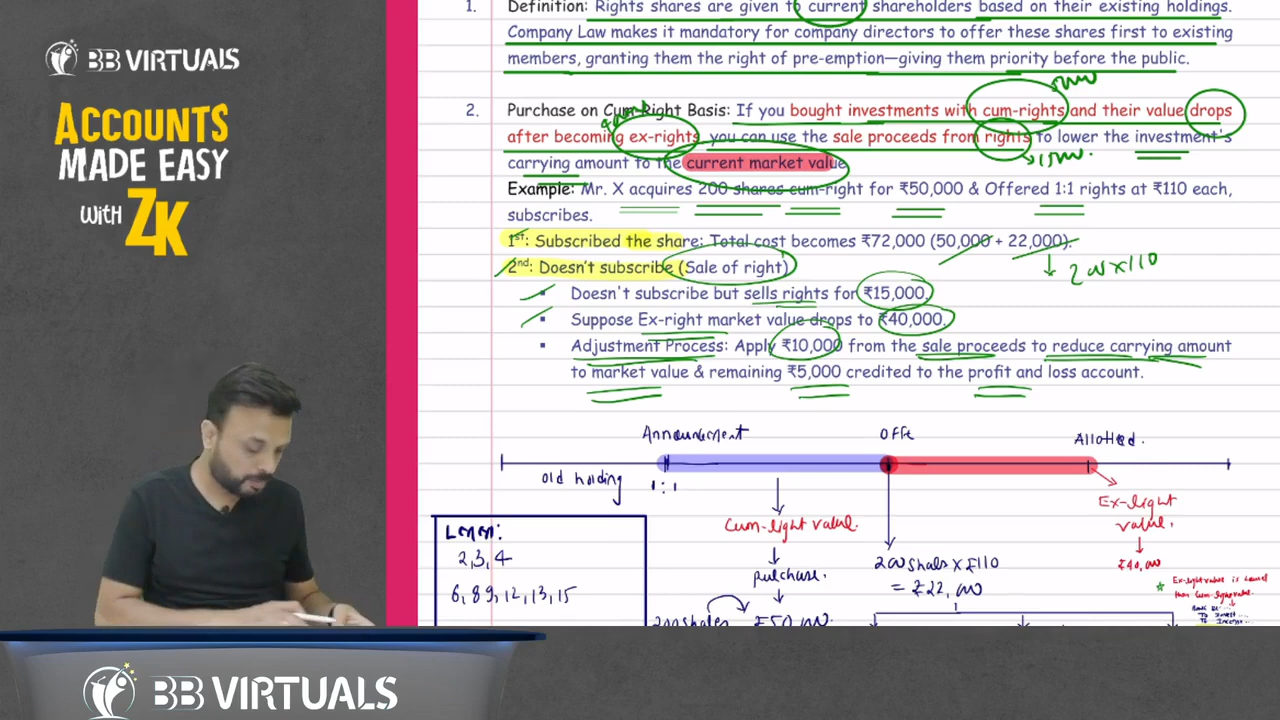 BB VIRTUALS
ACCOUNTS
MADE EASY
WITH ZK
1. Definition: Rights shares are given to current shareholders based on their existing holdings.
Company Law makes it mandatory for company directors to offer these shares first to existing
members, granting them the right of pre-emption—giving them priority before the public.
2. Purchase on Cum-Right Basis: If you bought investments with cum-rights and their value drops
after becoming ex-rights, you can use the sale proceeds from rights to lower the investment's
carrying amount to the current market value
Example: Mr. X acquires 200 shares cum-right for ₹50,000 & Offered 1:1 rights at ₹110 each,
subscribes.
1st: Subscribed the share: Total cost becomes ₹72,000 (50,000 + 22,000).
200x110
2nd: Doesn't subscribe (Sale of right)
▪ Doesn't subscribe but sells rights for ₹15,000.
▪ Suppose Ex-right market value drops to ₹40,000.
▪ Adjustment Process: Apply ₹10,000 from the sale proceeds to reduce carrying amount
to market value & remaining ₹5,000 credited to the profit and loss account.
Announcement Offer Allotted.
old holding
1:1
Cum-right value.
Ex-right
value.
purchase.
200 shares x ₹110
= ₹22,000
₹40,000
* Ex-right value is lower
than cum-right value.
2,3,4
6,8 9,12,13,15
200 shares ₹50,000
BB VIRTUALS